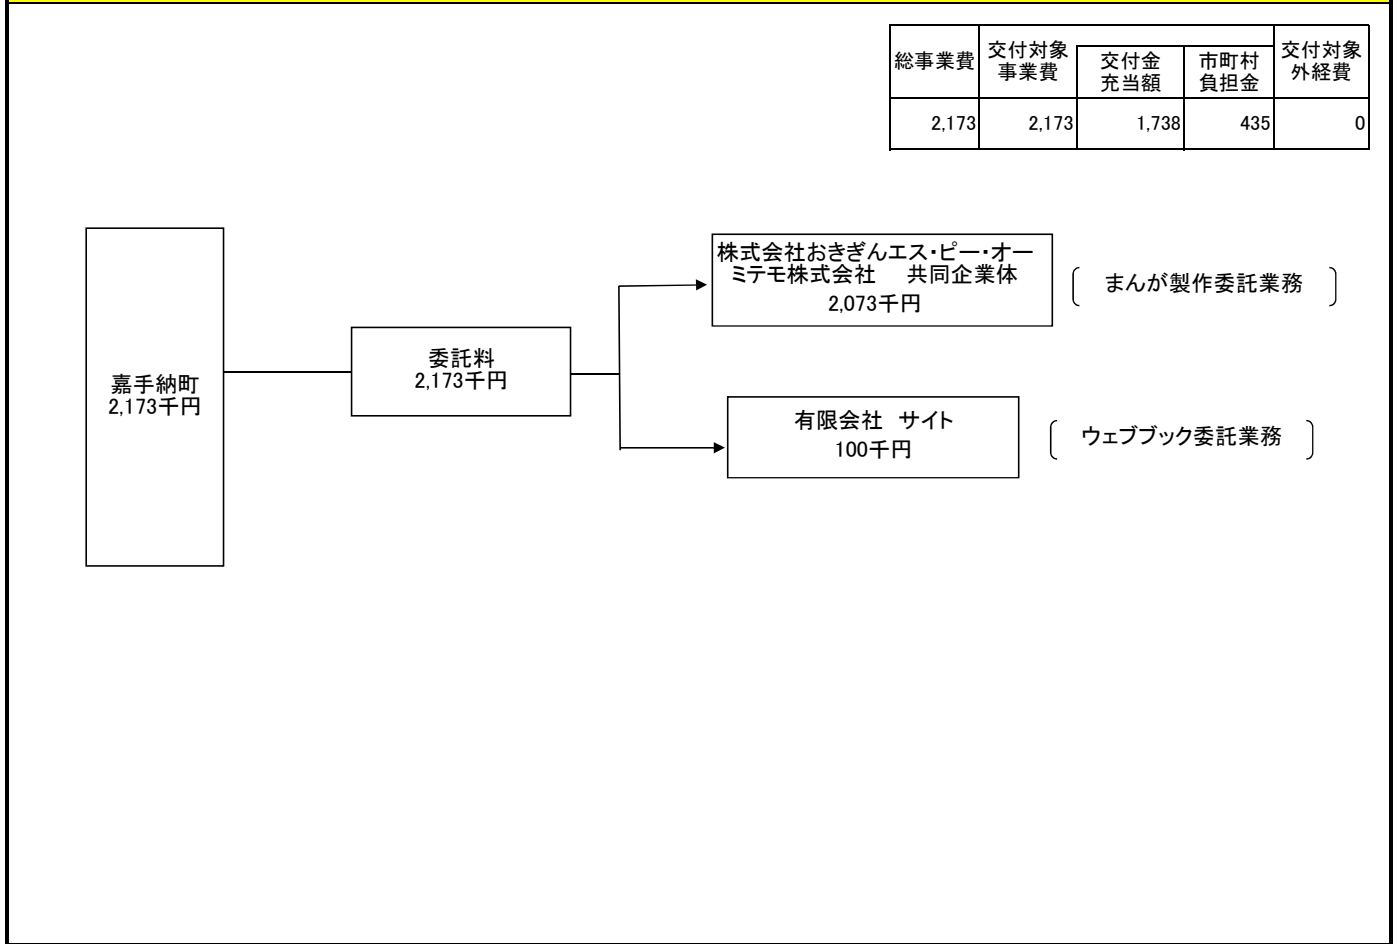 総事業費
交付対象
事業費
交付金
充当額
市町村
負担金
交付対象
外経費
2,173
2,173
1,738
435
0
嘉手納町
2,173千円
委託料
2,173千円
株式会社おきぎんエス・ピー・オー
ミテモ株式会社　共同企業体
2,073千円
まんが製作委託業務
有限会社　サイト
100千円
ウェブブック委託業務